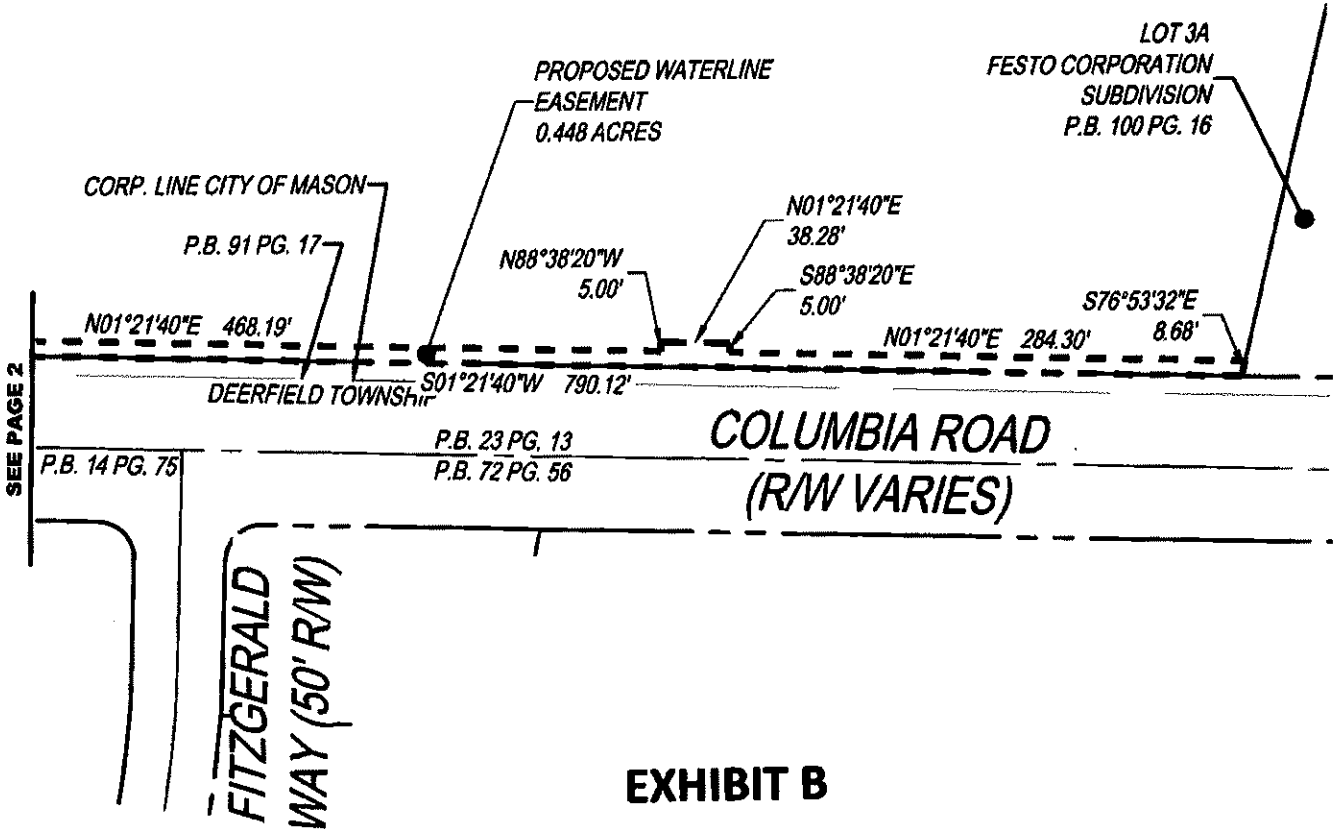 LOT 3A
FESTO CORPORATION
SUBDIVISION
P.B. 100 PG. 16
PROPOSED WATERLINE
EASEMENT
0.448 ACRES
CORP. LINE CITY OF MASON
P.B. 91 PG. 17
N01°21'40"E
38.28'
N88°38'20"W
5.00'
S88°38'20"E
5.00'
S76°53'32"E
8.68'
N01°21'40"E 468.19'
N01°21'40"E 284.30'
SEE PAGE 2
DEERFIELD TOWNSHIP
S01°21'40"W 790.12'
P.B. 14 PG. 75
P.B. 23 PG. 13
P.B. 72 PG. 56
COLUMBIA ROAD
(R/W VARIES)
FITZGERALD
WAY (50' R/W)
EXHIBIT B